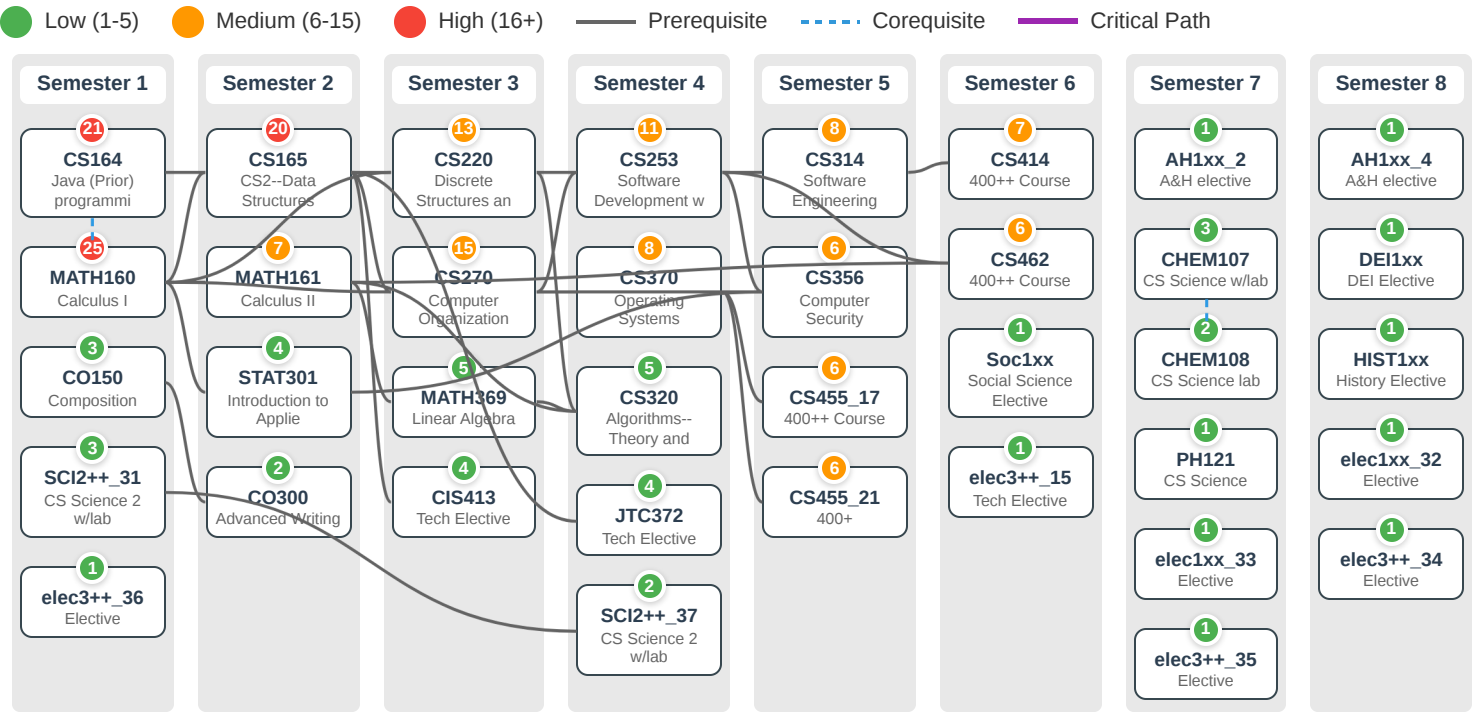 Low (1-5)
Medium (6-15)
High (16+)
Prerequisite
Corequisite
Critical Path
Semester 1
21
CS164
Java (Prior)
programmi
25
MATH160
Calculus I
3
CO150
Composition
3
SCI2++_31
CS Science 2
w/lab
1
elec3++_36
Elective
Semester 2
20
CS165
CS2--Data
Structures
7
MATH161
Calculus II
4
STAT301
Introduction to
Applie
2
CO300
Advanced Writing
Semester 3
13
CS220
Discrete
Structures an
15
CS270
Computer
Organization
5
MATH369
Linear Algebra
4
CIS413
Tech Elective
Semester 4
11
CS253
Software
Development w
8
CS370
Operating
Systems
5
CS320
Algorithms--
Theory and
4
JTC372
Tech Elective
2
SCI2++_37
CS Science 2
w/lab
Semester 5
8
CS314
Software
Engineering
6
CS356
Computer
Security
6
CS455_17
400++ Course
6
CS455_21
400+
Semester 6
7
CS414
400++ Course
6
CS462
400++ Course
1
Soc1xx
Social Science
Elective
1
elec3++_15
Tech Elective
Semester 7
1
AH1xx_2
A&H elective
3
CHEM107
CS Science w/lab
2
CHEM108
CS Science lab
1
PH121
CS Science
1
elec1xx_33
Elective
1
elec3++_35
Elective
Semester 8
1
AH1xx_4
A&H elective
1
DEI1xx
DEI Elective
1
HIST1xx
History Elective
1
elec1xx_32
Elective
1
elec3++_34
Elective